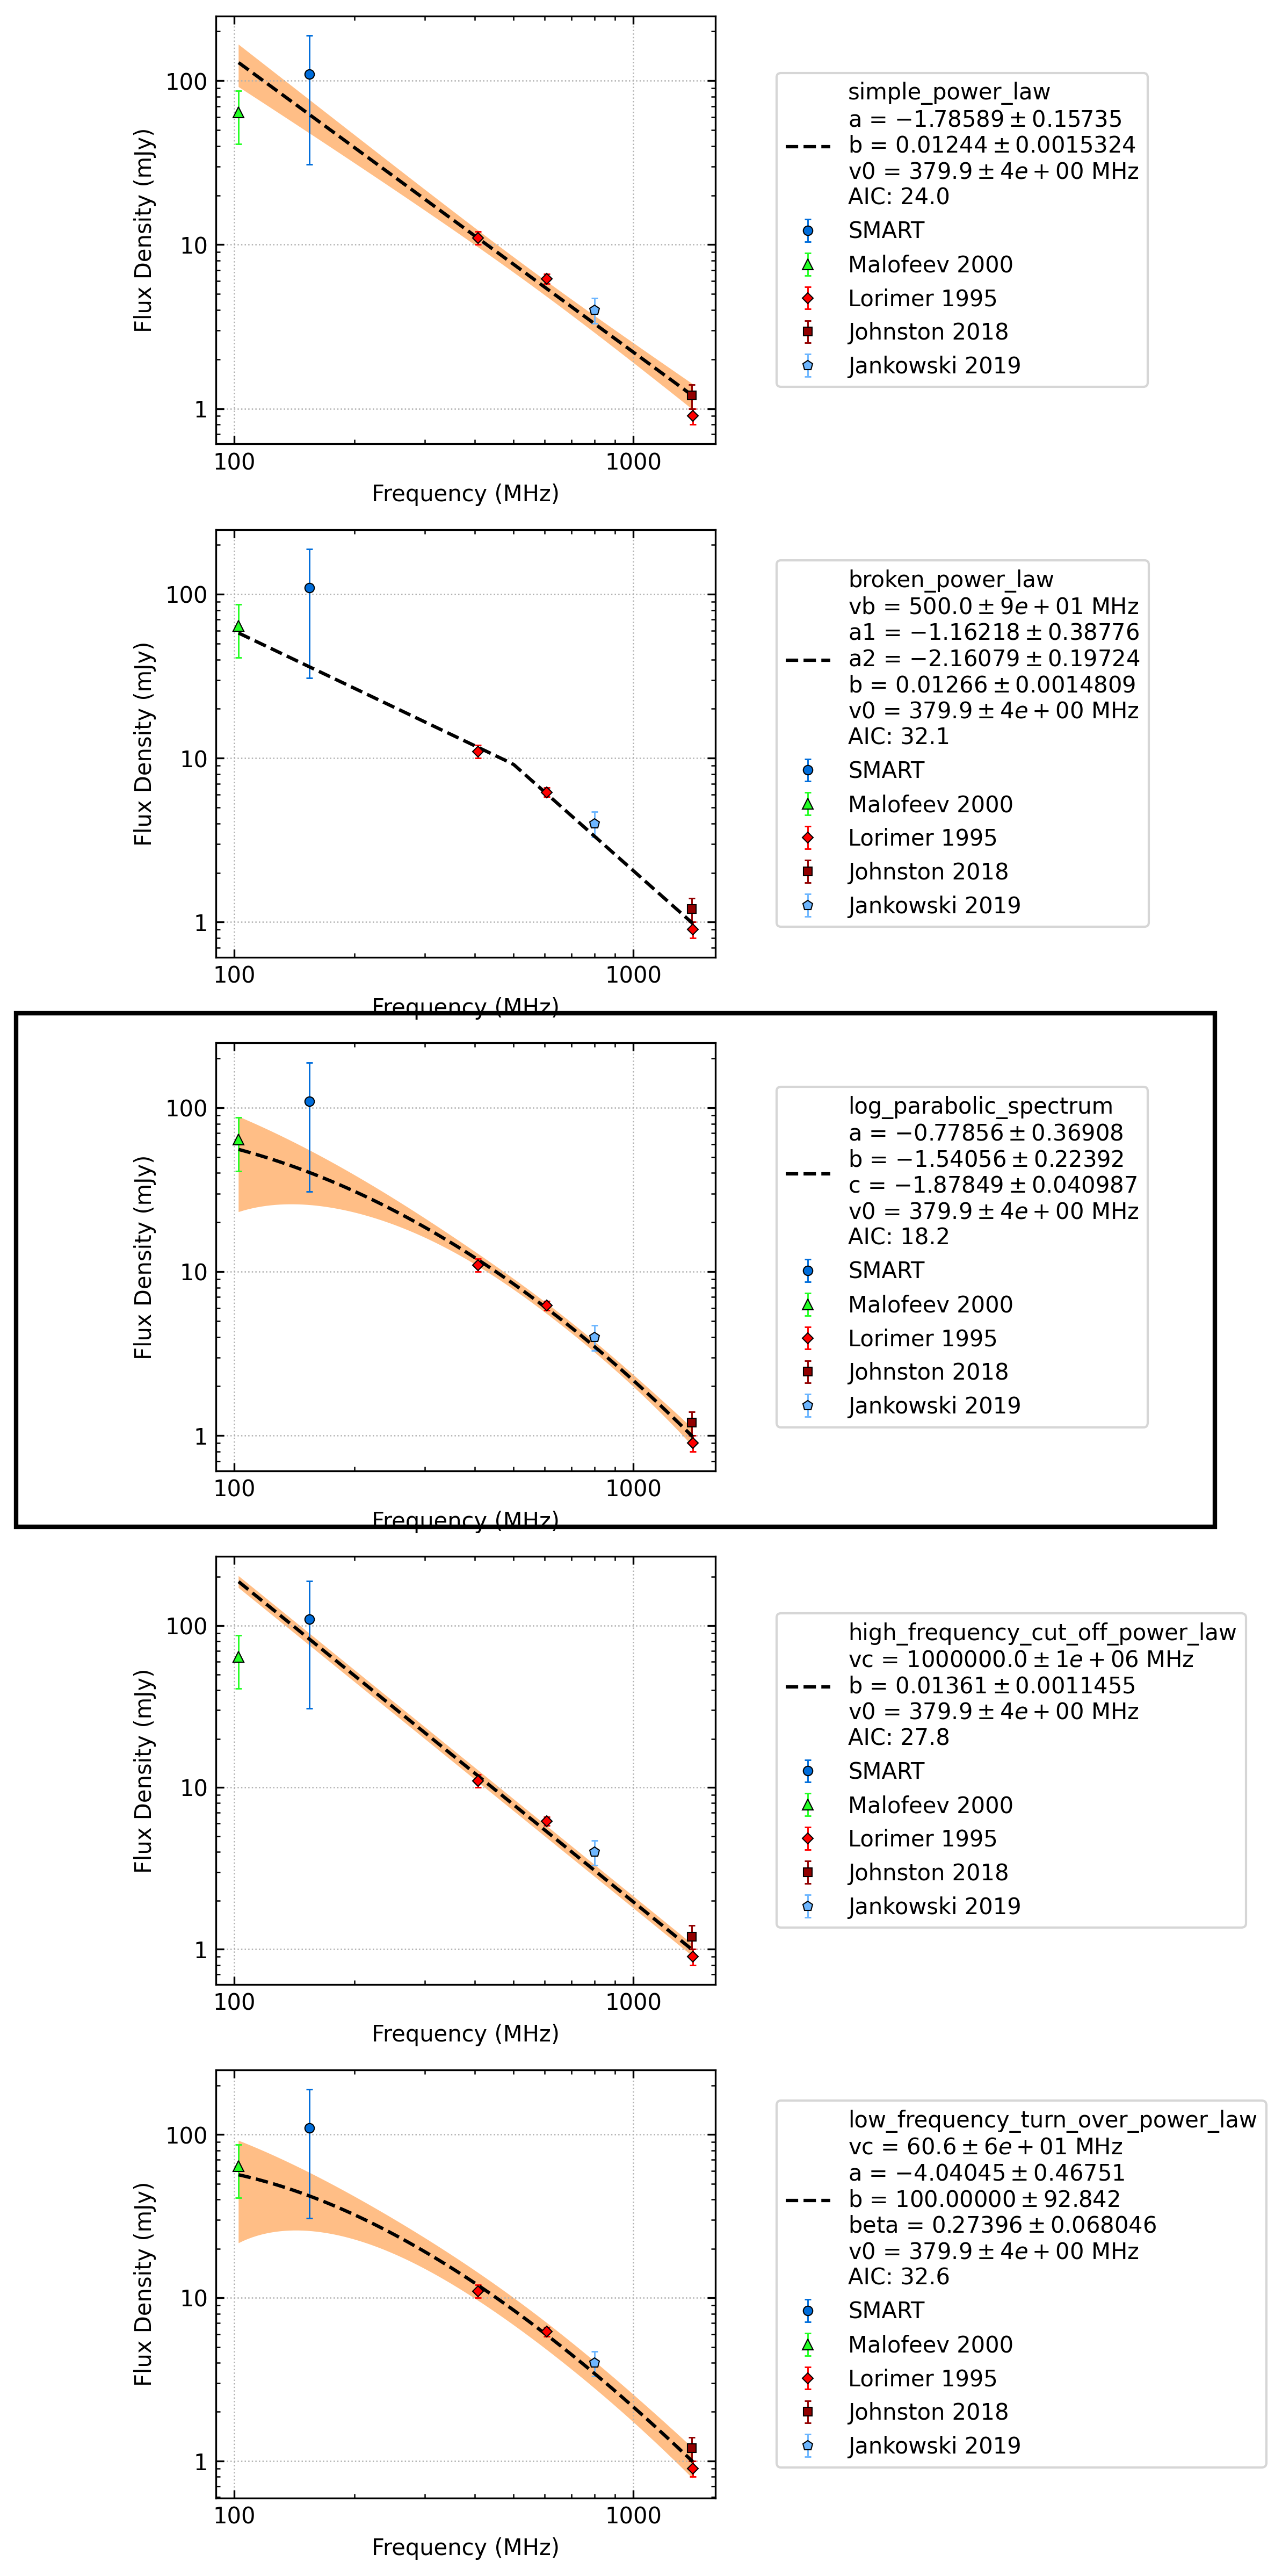 100
10
1
Flux Density (mJy)
100
1000
Frequency (MHz)
simple_power_law
a = −1.78589 ± 0.15735
b = 0.01244 ± 0.0015324
v0 = 379.9 ± 4e + 00 MHz
AIC: 24.0
SMART
Malofeev 2000
Lorimer 1995
Johnston 2018
Jankowski 2019
100
10
1
Flux Density (mJy)
100
1000
Frequency (MHz)
broken_power_law
vb = 500.0 ± 9e + 01 MHz
a1 = −1.16218 ± 0.38776
a2 = −2.16079 ± 0.19724
b = 0.01266 ± 0.0014809
v0 = 379.9 ± 4e + 00 MHz
AIC: 32.1
SMART
Malofeev 2000
Lorimer 1995
Johnston 2018
Jankowski 2019
100
10
1
Flux Density (mJy)
100
1000
Frequency (MHz)
log_parabolic_spectrum
a = −0.77856 ± 0.36908
b = −1.54056 ± 0.22392
c = −1.87849 ± 0.040987
v0 = 379.9 ± 4e + 00 MHz
AIC: 18.2
SMART
Malofeev 2000
Lorimer 1995
Johnston 2018
Jankowski 2019
100
10
1
Flux Density (mJy)
100
1000
Frequency (MHz)
high_frequency_cut_off_power_law
vc = 1000000.0 ± 1e + 06 MHz
b = 0.01361 ± 0.0011455
v0 = 379.9 ± 4e + 00 MHz
AIC: 27.8
SMART
Malofeev 2000
Lorimer 1995
Johnston 2018
Jankowski 2019
100
10
1
Flux Density (mJy)
100
1000
Frequency (MHz)
low_frequency_turn_over_power_law
vc = 60.6 ± 6e + 01 MHz
a = −4.04045 ± 0.46751
b = 100.00000 ± 92.842
beta = 0.27396 ± 0.068046
v0 = 379.9 ± 4e + 00 MHz
AIC: 32.6
SMART
Malofeev 2000
Lorimer 1995
Johnston 2018
Jankowski 2019